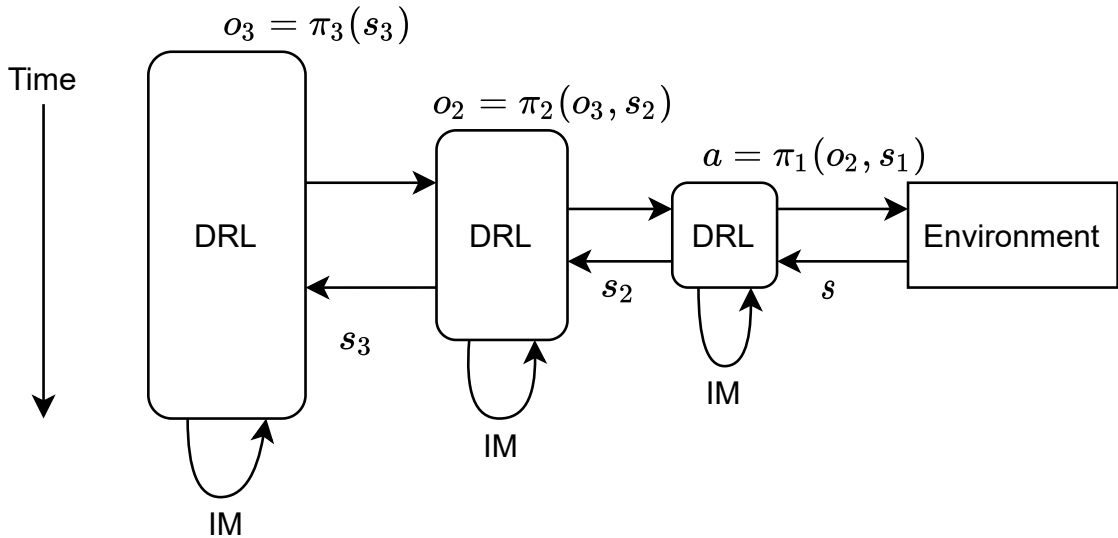 o₃ = π₃(s₃)
Time
o₂ = π₂(o₃, s₂)
a = π₁(o₂, s₁)
DRL
DRL
DRL
Environment
s₂
s
s₃
IM
IM
IM